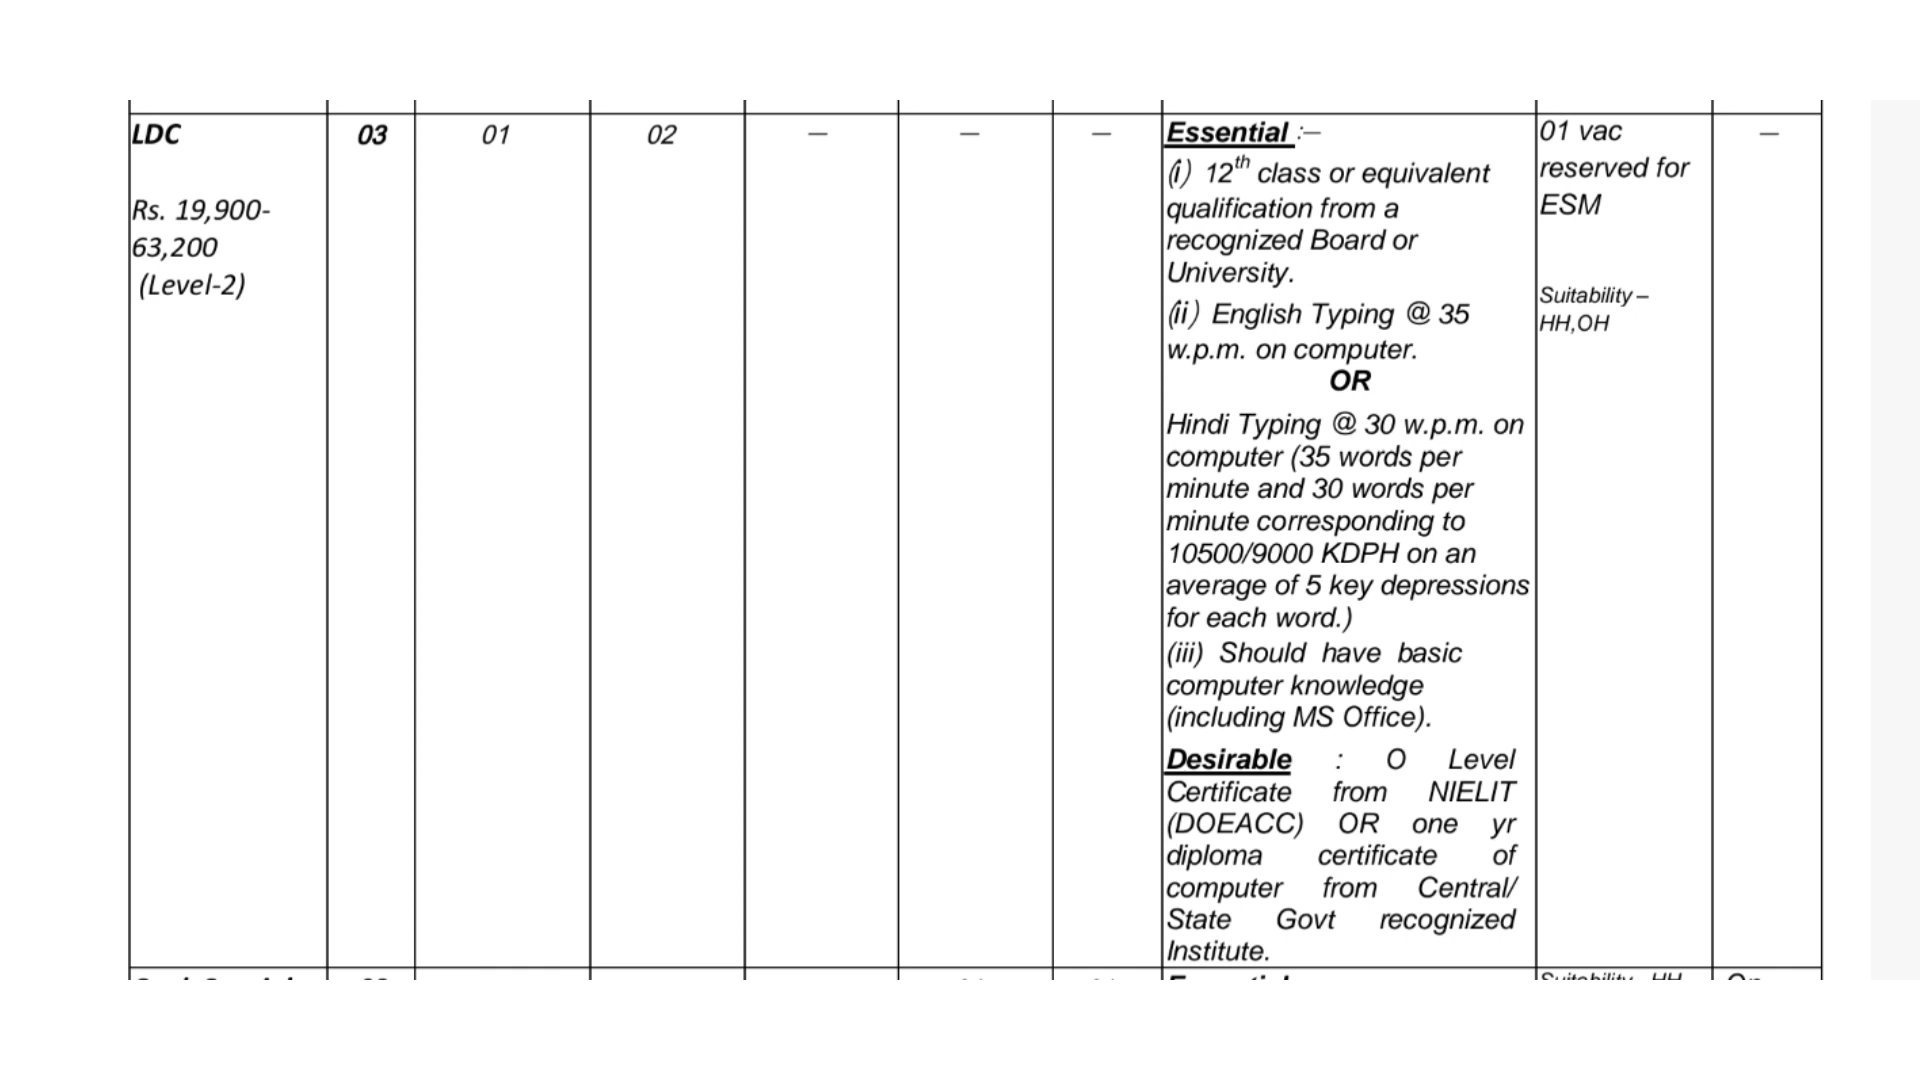 LDC
Rs. 19,900-
63,200
(Level-2)
03
01
02
—
—
—
Essential :–
(i) 12th class or equivalent
qualification from a
recognized Board or
University.
(ii) English Typing @ 35
w.p.m. on computer.
OR
Hindi Typing @ 30 w.p.m. on
computer (35 words per
minute and 30 words per
minute corresponding to
10500/9000 KDPH on an
average of 5 key depressions
for each word.)
(iii) Should have basic
computer knowledge
(including MS Office).
Desirable : O Level
Certificate from NIELIT
(DOEACC) OR one yr
diploma certificate of
computer from Central/
State Govt recognized
Institute.
01 vac
reserved for
ESM
Suitability –
HH,OH
—